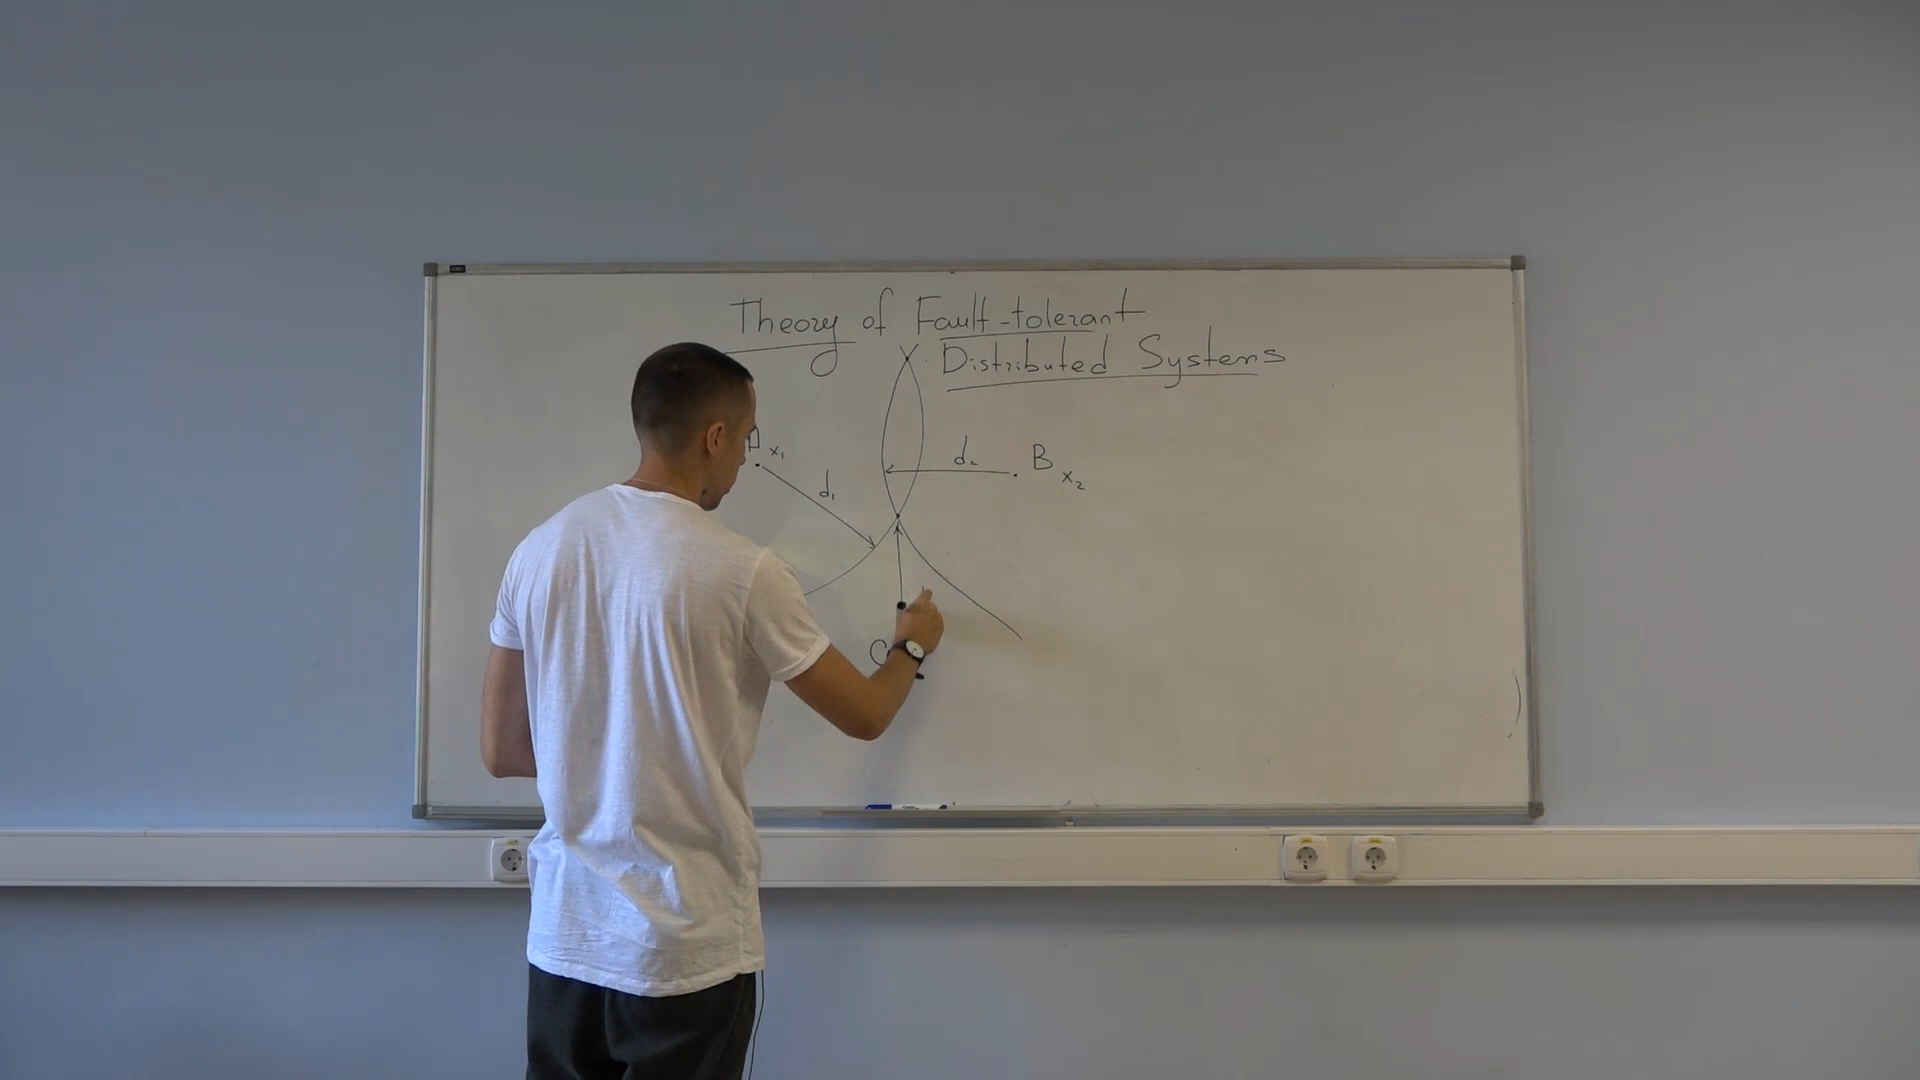 Theory of Fault-tolerant
Distributed Systems
A x₁
d₁
d₂
B x₂
C